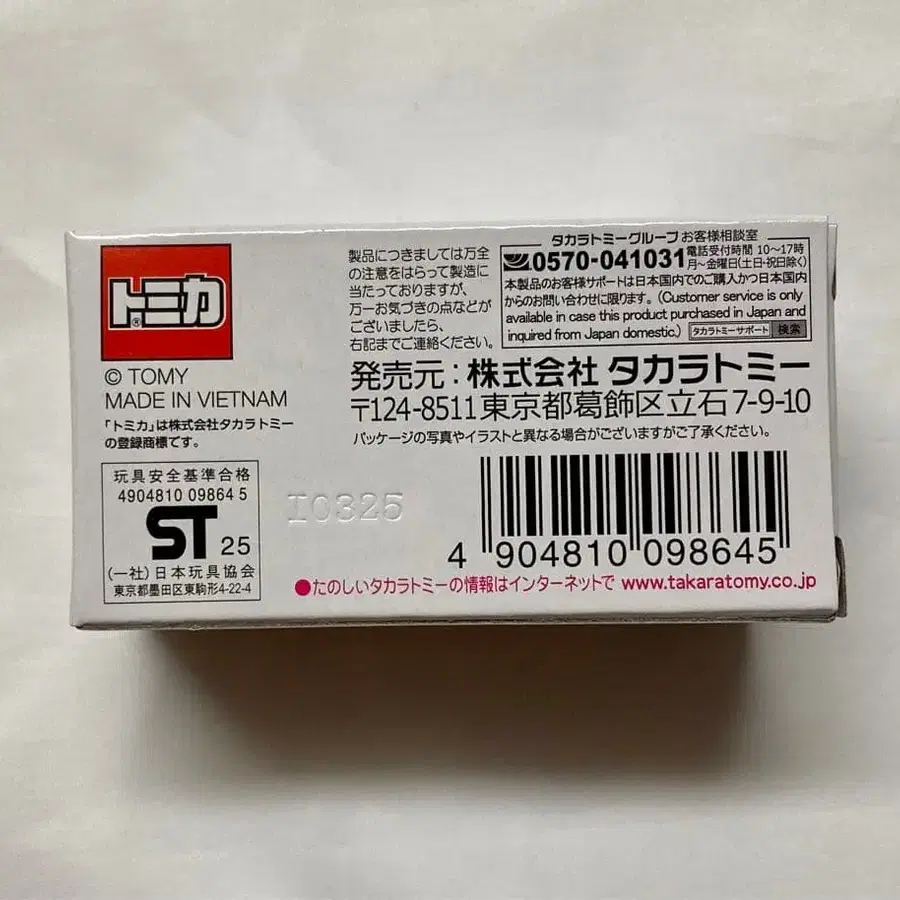 トミカ®
© TOMY
MADE IN VIETNAM
「トミカ」は株式会社タカラトミー
の登録商標です。
玩具安全基準合格
4904810 09864 5
ST 25
(一社)日本玩具協会
東京都墨田区東駒形4-22-4
I0325
製品につきましては万全
の注意をはらって製造に
当たっておりますが、
万一お気づきの点などが
ございましたら、
右記までご連絡ください。
タカラトミーグループ お客様相談室
0570-041031
電話受付時間 10〜17時
月〜金曜日(土日・祝日除く)
本製品のお客様サポートは日本国内でのご購入かつ日本国内
からのお問い合わせに限ります。(Customer service is only
available in case this product purchased in Japan and
inquired from Japan domestic.) タカラトミーサポート 検索
発売元:株式会社 タカラトミー
〒124-8511 東京都葛飾区立石7-9-10
パッケージの写真やイラストと異なる場合がございますがご了承ください。
4 904810 098645
●たのしいタカラトミーの情報はインターネットで www.takaratomy.co.jp